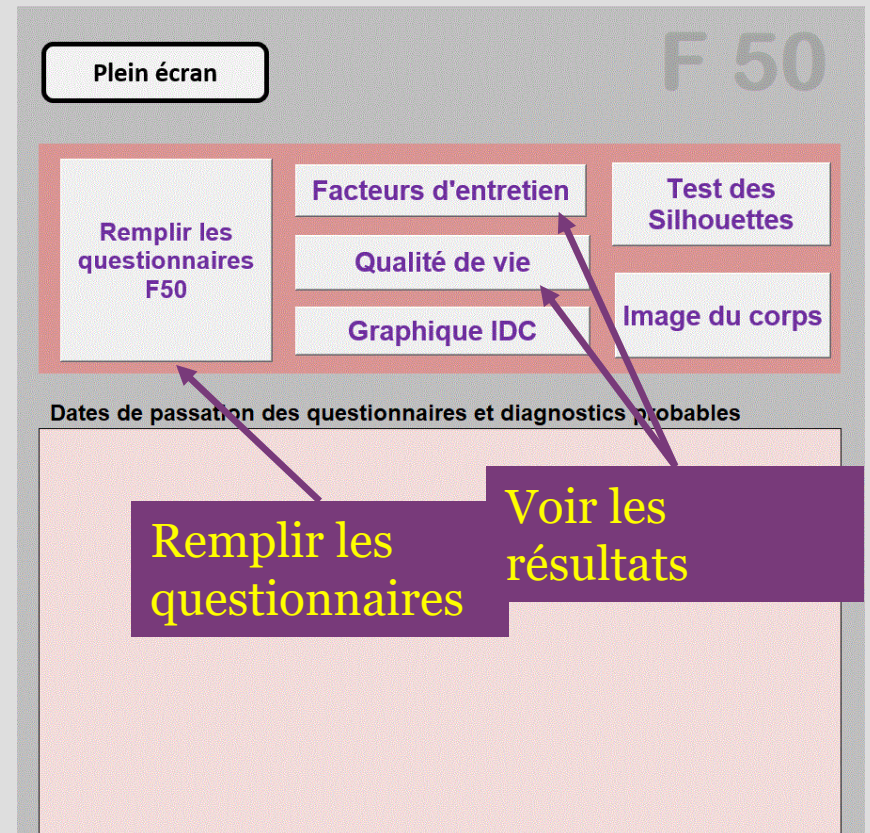 Plein écran
F 50
Remplir les
questionnaires
F50
Facteurs d'entretien
Qualité de vie
Graphique IDC
Test des
Silhouettes
Image du corps
Dates de passation des questionnaires et diagnostics probables
Remplir les
questionnaires
Voir les
résultats